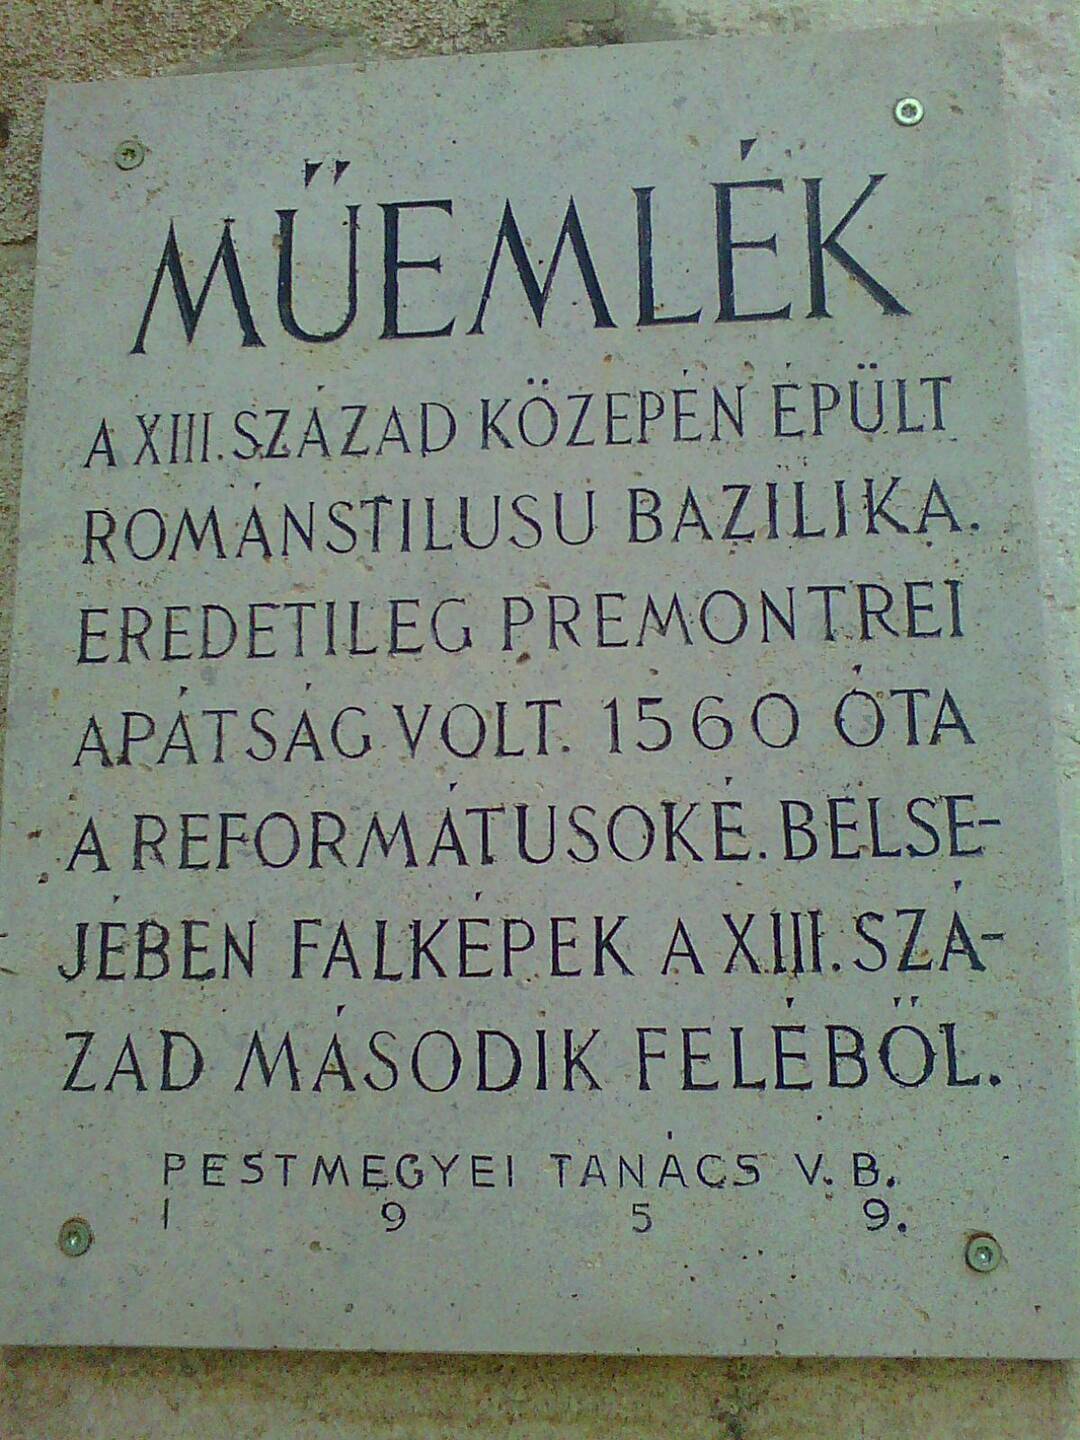 MŰEMLÉK
A XIII. SZÁZAD KÖZEPÉN ÉPÜLT
ROMÁNSTILUSU BAZILIKA.
EREDETILEG PREMONTREI
APÁTSÁG VOLT. 1560 ÓTA
A REFORMÁTUSOKÉ. BELSE-
JÉBEN FALKÉPEK A XIII. SZÁ-
ZAD MÁSODIK FELÉBŐL.
PESTMEGYEI TANÁCS V. B.
1 9 5 9.